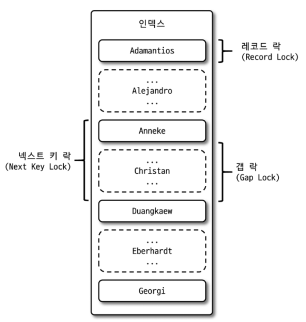 인덱스
Adamantios
레코드 락
(Record Lock)
...
Alejandro
...
Anneke
넥스트 키 락
(Next Key Lock)
...
Christan
...
갭 락
(Gap Lock)
Duangkaew
...
Eberhardt
...
Georgi